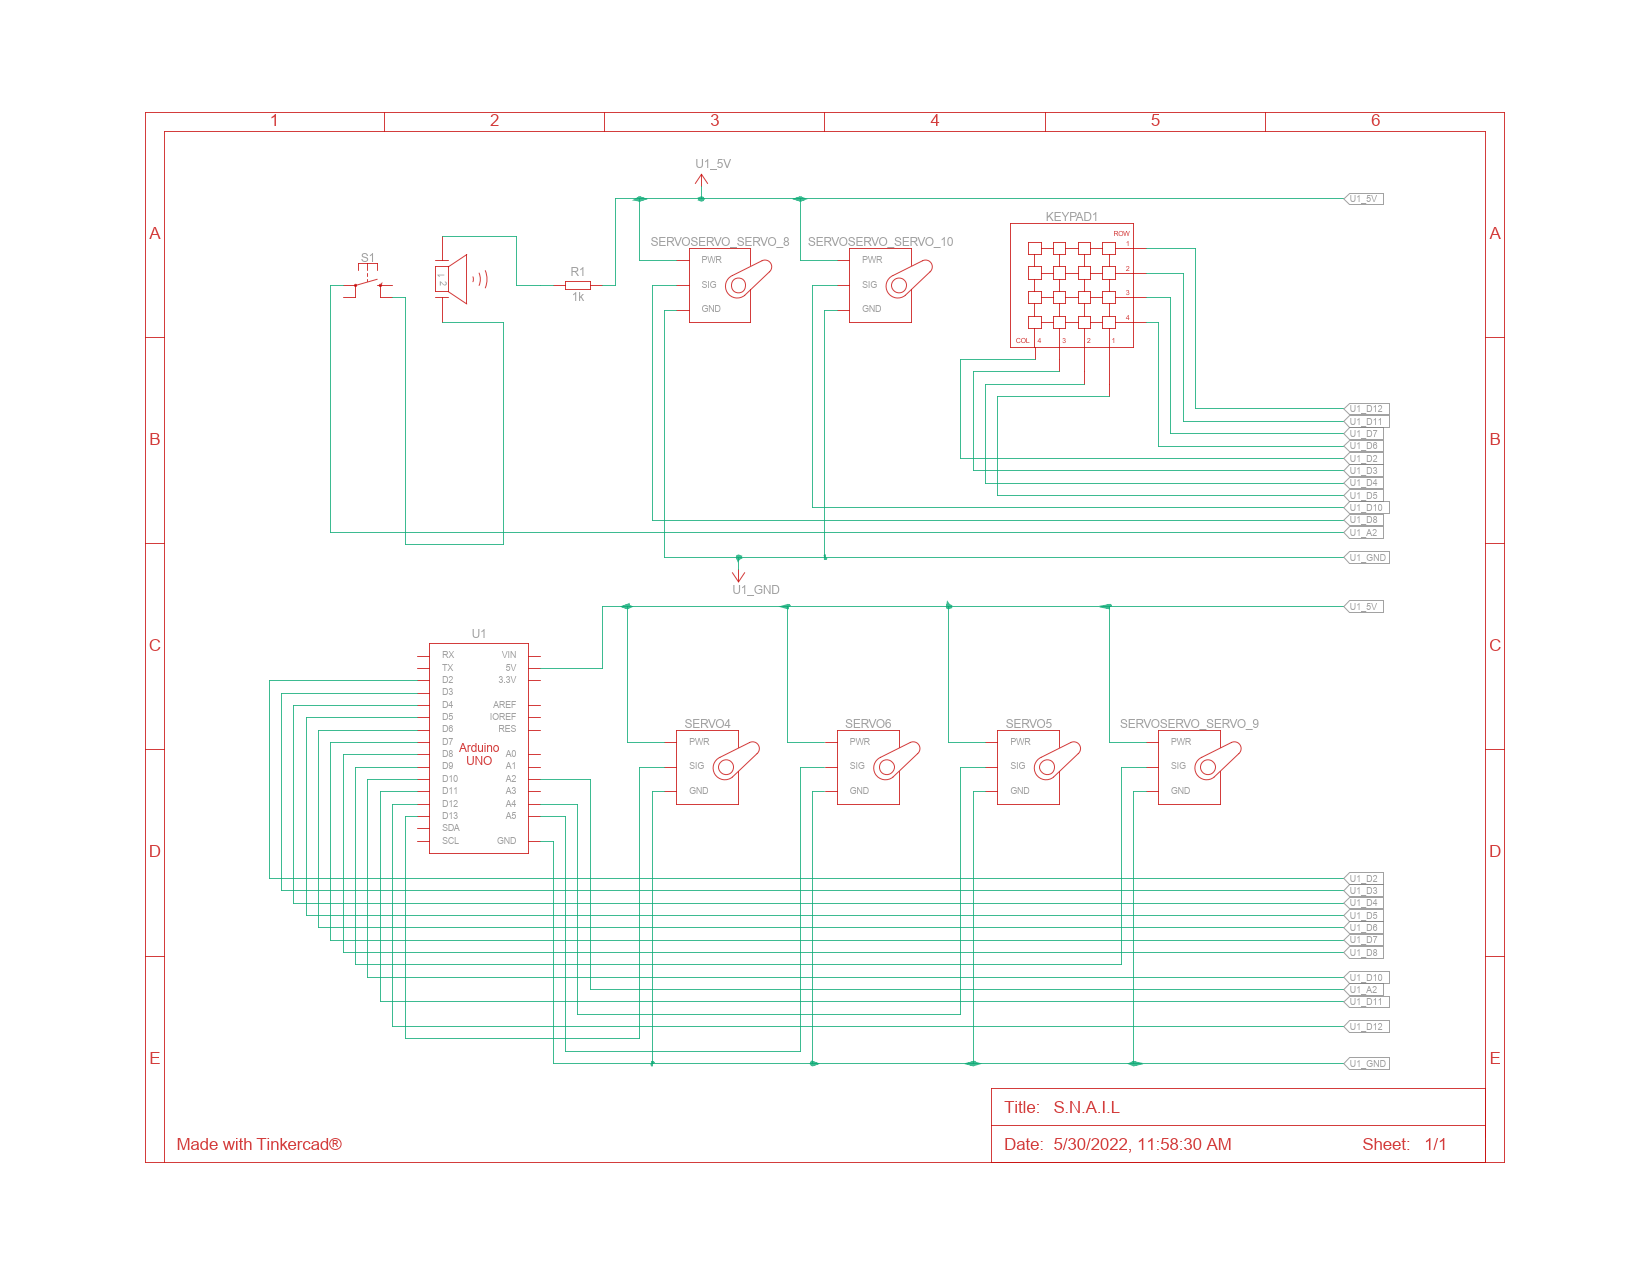 1 2 3 4 5 6
U1_5V
U1_5V
A A
KEYPAD1
ROW
SERVOSERVO_SERVO_8 SERVOSERVO_SERVO_10
1
S1
PWR PWR
2
R1
1 2
SIG SIG
1k
3
GND GND
4
COL 4 3 2 1
U1_D12
U1_D11
U1_D7
B B
U1_D6
U1_D2
U1_D3
U1_D4
U1_D5
U1_D10
U1_D8
U1_A2
U1_GND
U1_GND
U1_5V
U1
C C
RX VIN
TX 5V
D2 3.3V
D3
D4 AREF
D5 IOREF
D6 RES
D7
D8 A0
D9 A1
D10 A2
D11 A3
D12 A4
D13 A5
SDA
SCL GND
Arduino
UNO
SERVO4 SERVO6 SERVO5 SERVOSERVO_SERVO_9
PWR PWR PWR PWR
SIG SIG SIG SIG
GND GND GND GND
D D
U1_D2
U1_D3
U1_D4
U1_D5
U1_D6
U1_D7
U1_D8
U1_D10
U1_A2
U1_D11
U1_D12
E E
U1_GND
Title: S.N.A.I.L
Made with Tinkercad®
Date: 5/30/2022, 11:58:30 AM Sheet: 1/1